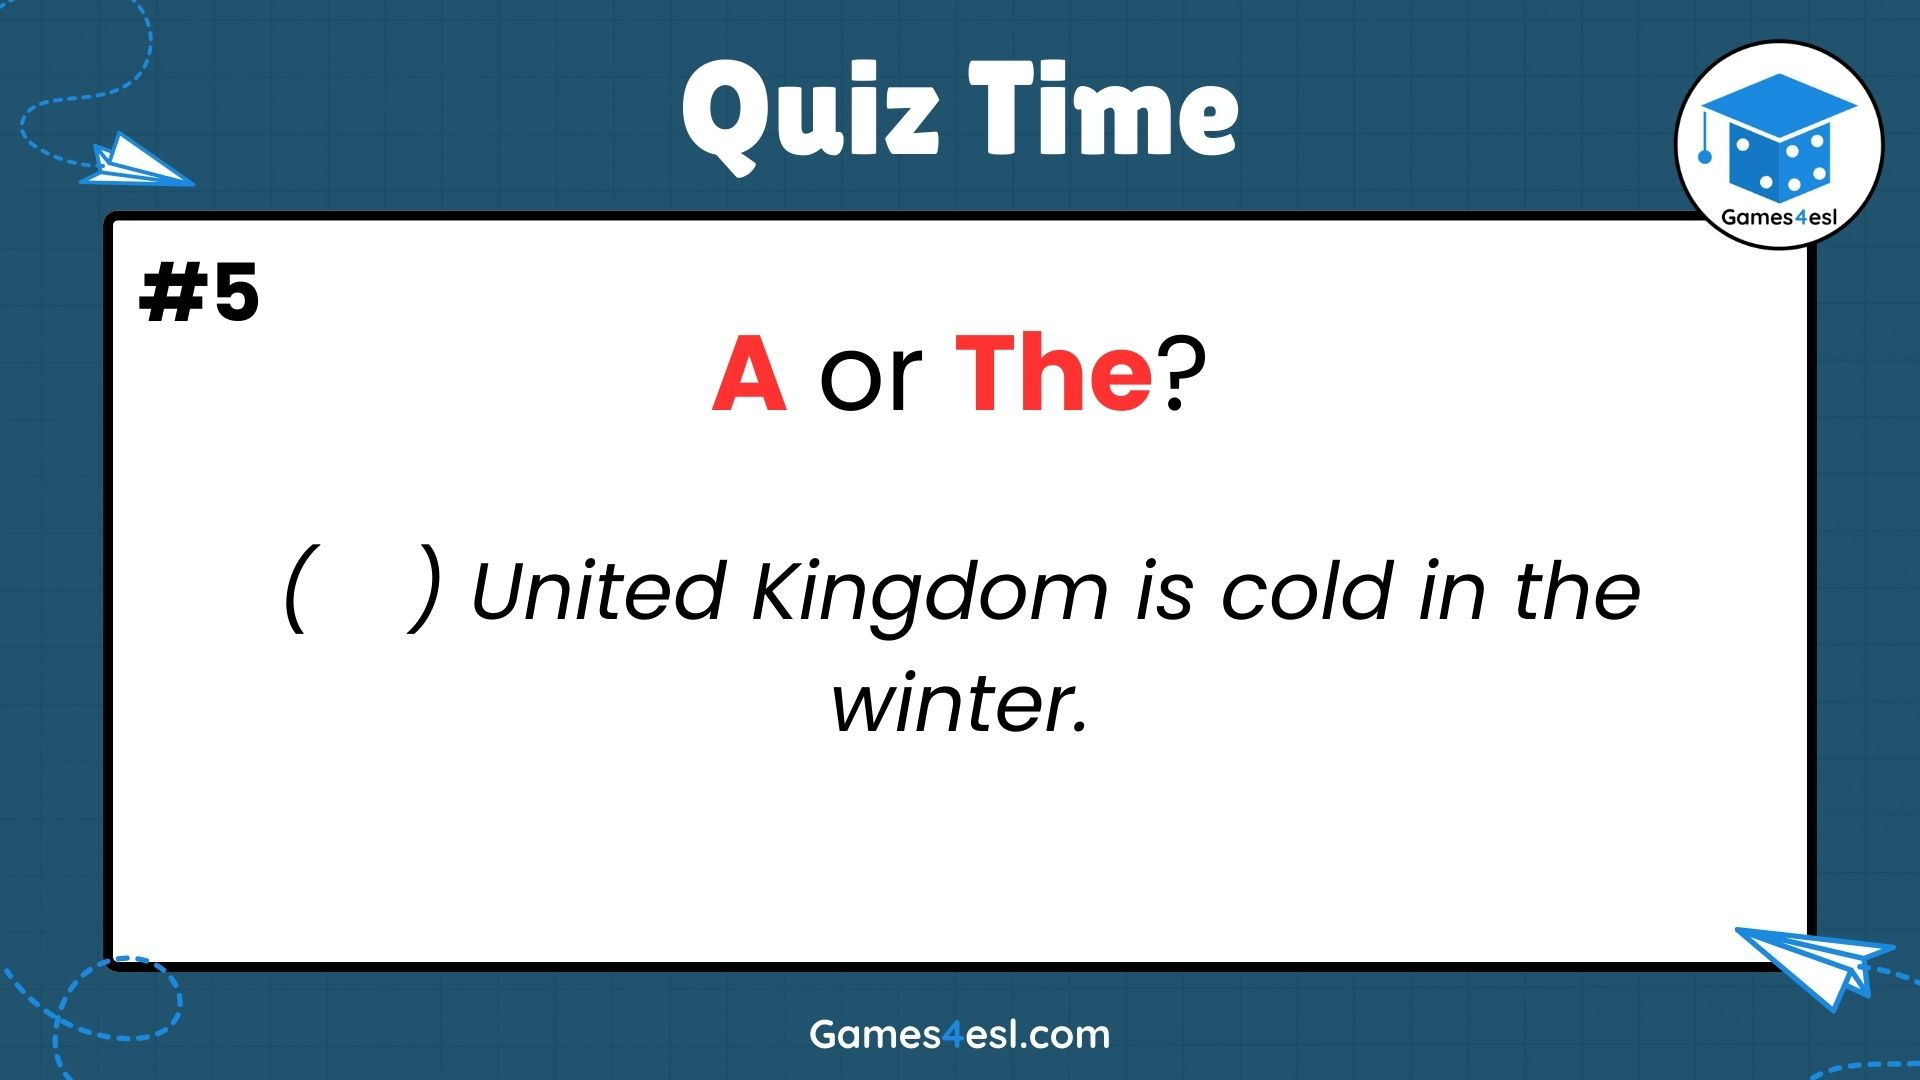 Quiz Time
Games4esl
#5
A or The?
(    ) United Kingdom is cold in the
winter.
Games4esl.com